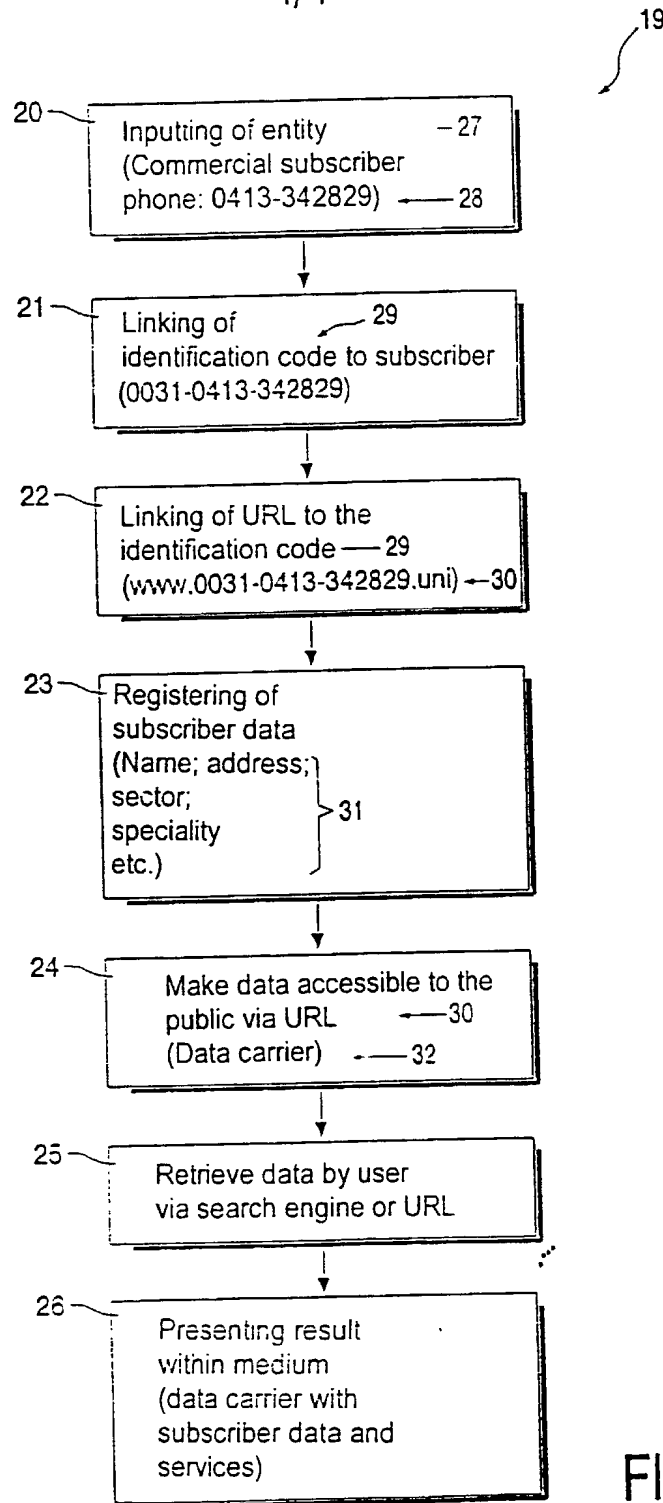 19
20
Inputting of entity - 27
(Commercial subscriber
phone: 0413-342829) 28
21
Linking of 29
identification code to subscriber
(0031-0413-342829)
22
Linking of URL to the
identification code 29
(www.0031-0413-342829.uni) 30
23
Registering of
subscriber data
(Name; address;
sector;
speciality
etc.)
31
24
Make data accessible to the
public via URL 30
(Data carrier) 32
25
Retrieve data by user
via search engine or URL
26
Presenting result
within medium
(data carrier with
subscriber data and
services)